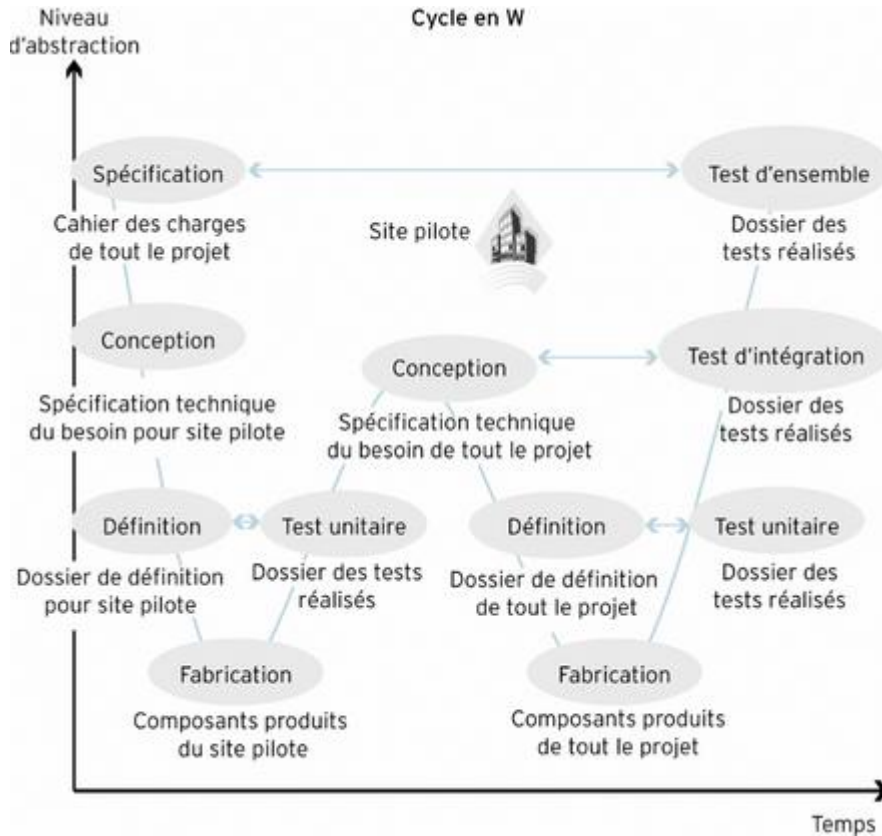 Niveau
d'abstraction
Cycle en W
Spécification
Test d'ensemble
Cahier des charges
de tout le projet
Site pilote
Dossier des
tests réalisés
Conception
Conception
Test d'intégration
Spécification technique
du besoin pour site pilote
Spécification technique
du besoin de tout le projet
Dossier des
tests réalisés
Définition
Test unitaire
Définition
Test unitaire
Dossier de définition
pour site pilote
Dossier des tests
réalisés
Dossier de définition
de tout le projet
Dossier des
tests réalisés
Fabrication
Fabrication
Composants produits
du site pilote
Composants produits
de tout le projet
Temps